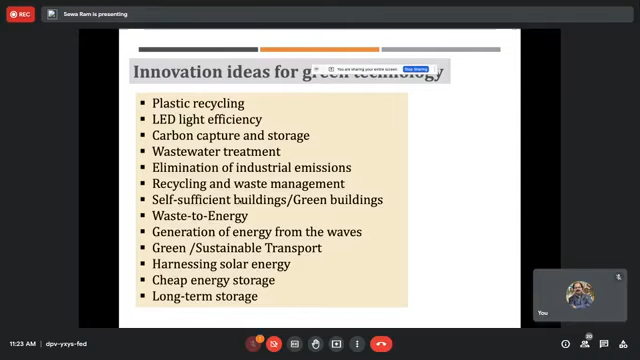 REC
Sewa Ram is presenting
Innovation ideas for green technology
You are sharing your entire screen.
Stop Sharing
Plastic recycling
LED light efficiency
Carbon capture and storage
Wastewater treatment
Elimination of industrial emissions
Recycling and waste management
Self-sufficient buildings/Green buildings
Waste-to-Energy
Generation of energy from the waves
Green /Sustainable Transport
Harnessing solar energy
Cheap energy storage
Long-term storage
You
11:23 AM | dpv-yxys-fed